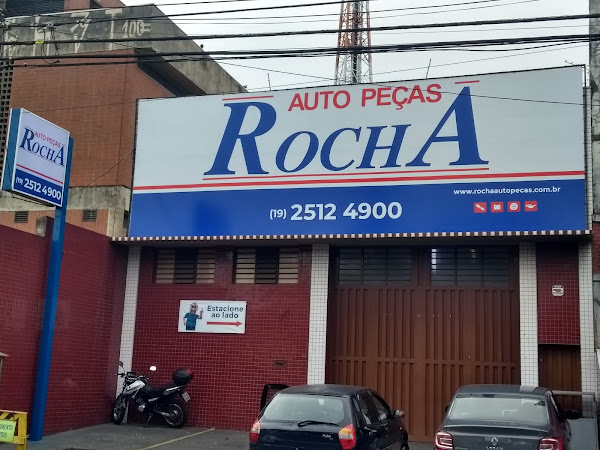 AUTO PEÇAS
ROCHA
(19) 2512 4900
www.rochaautopecas.com.br
AUTO PEÇAS
ROCHA
(19) 2512 4900
Estacione
ao lado